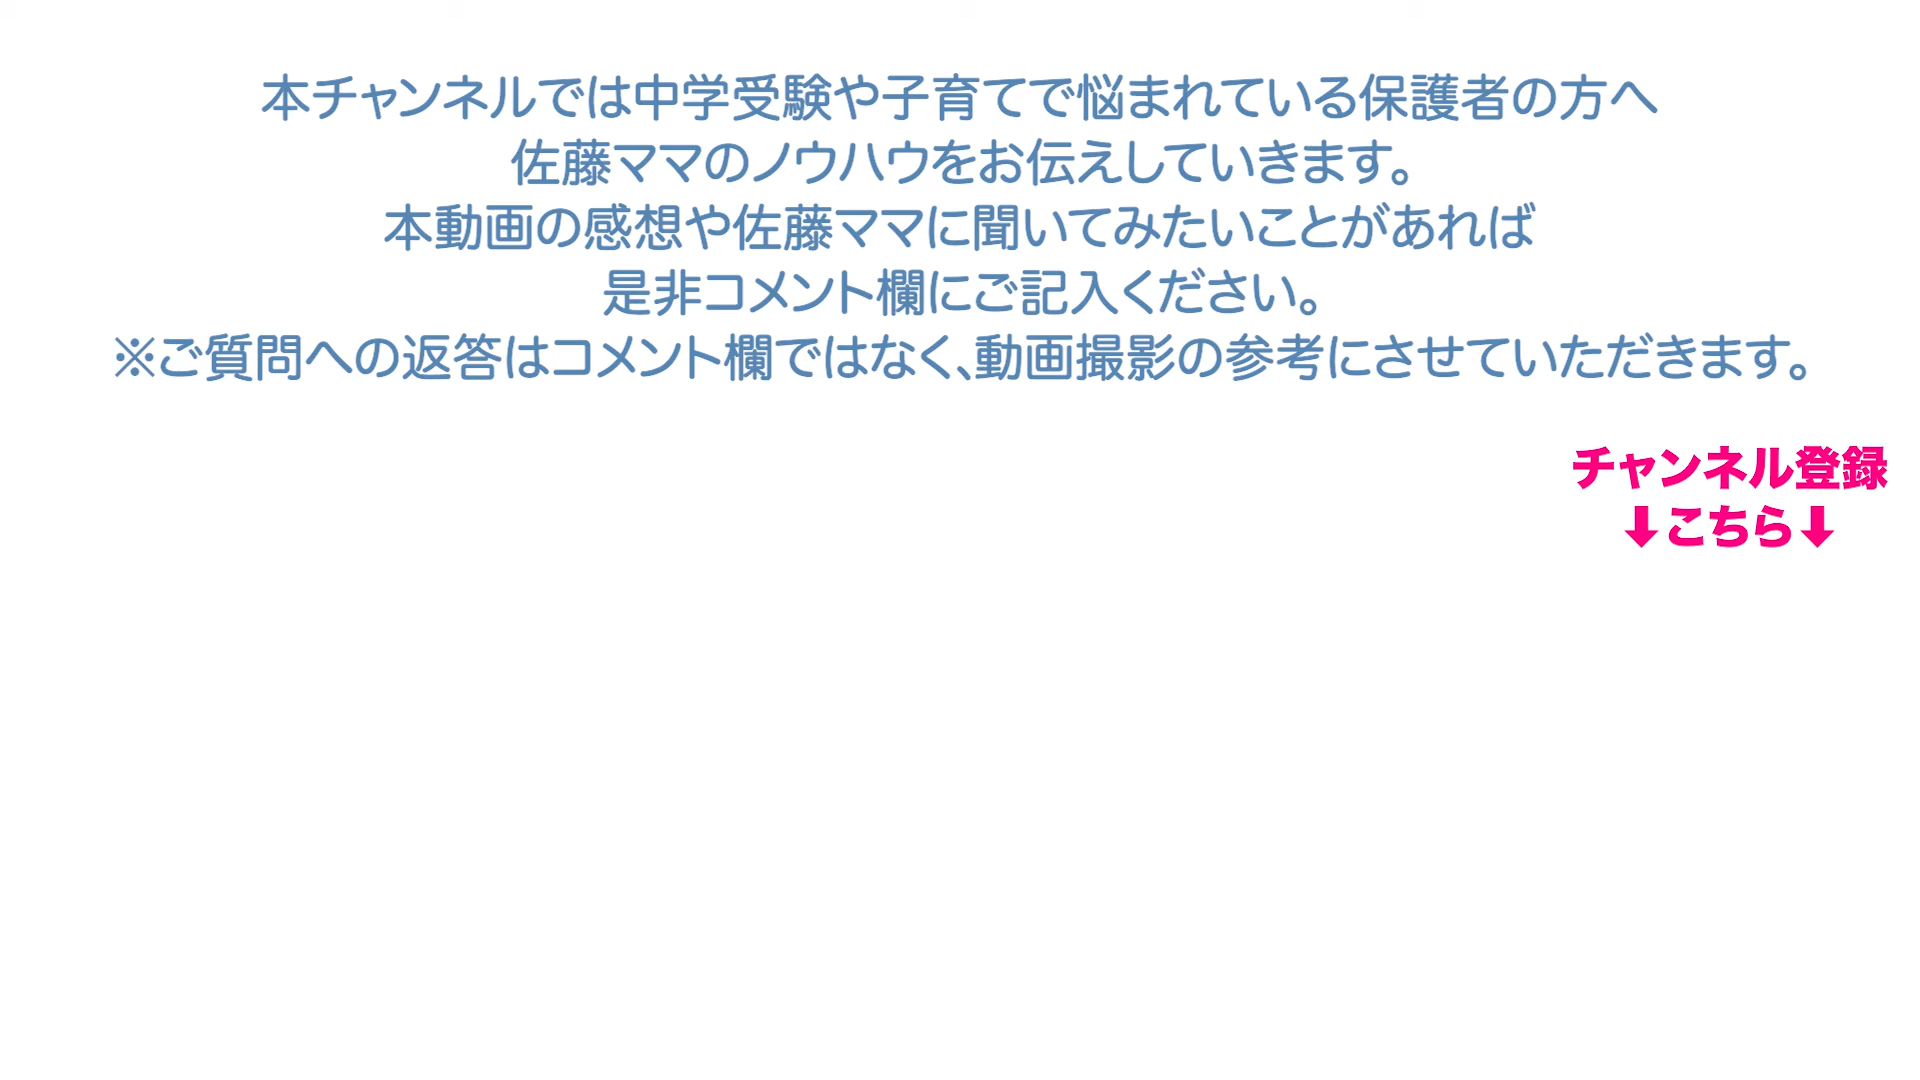 本チャンネルでは中学受験や子育てで悩まれている保護者の方へ
佐藤ママのノウハウをお伝えしていきます。
本動画の感想や佐藤ママに聞いてみたいことがあれば
是非コメント欄にご記入ください。
※ご質問への返答はコメント欄ではなく、動画撮影の参考にさせていただきます。
チャンネル登録
↓こちら↓